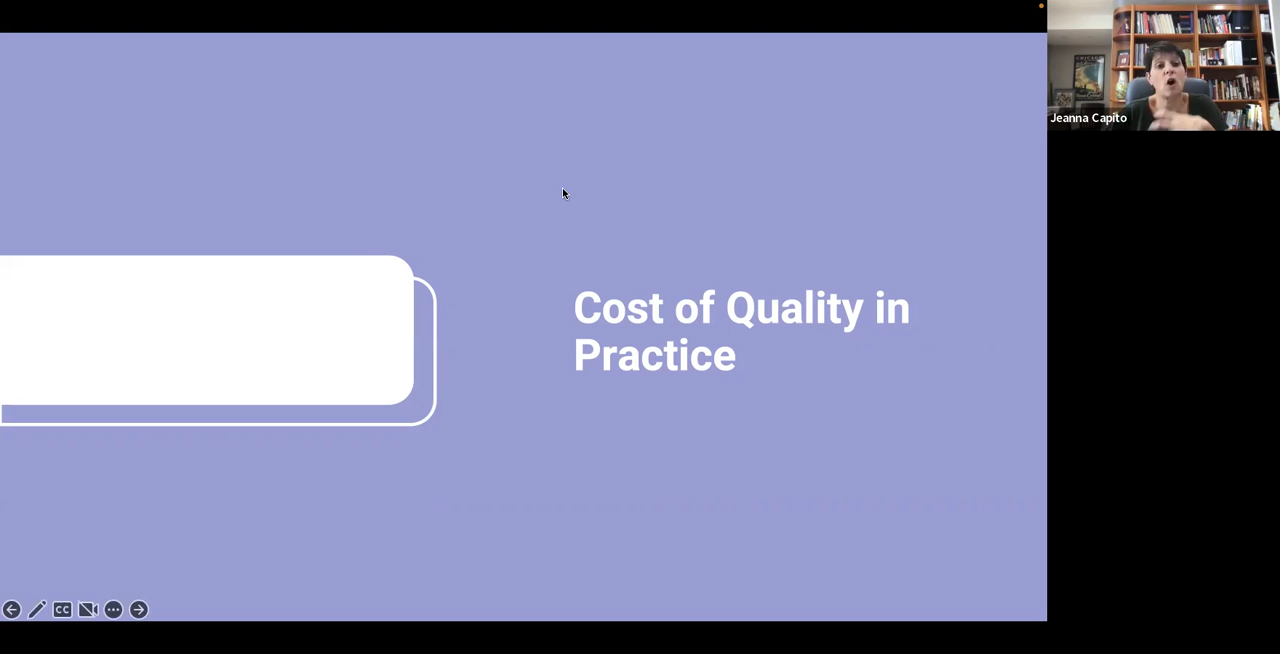 Cost of Quality in
Practice
Jeanna Capito
CC